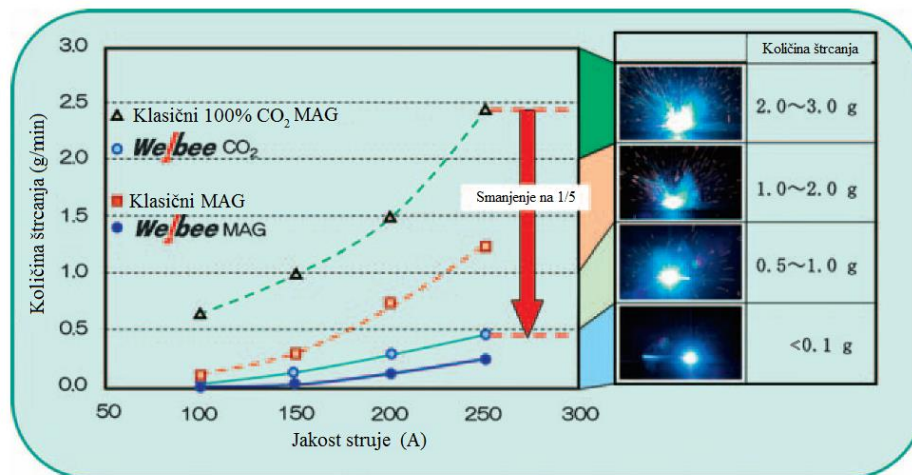 Količina štrcanja (g/min)
3.0
2.5
2.0
1.5
1.0
0.5
0.0
50
100
150
200
250
300
Jakost struje (A)
Klasični 100% CO₂ MAG
Welbee CO₂
Klasični MAG
Welbee MAG
Smanjenje na 1/5
Količina štrcanja
2.0~3.0 g
1.0~2.0 g
0.5~1.0 g
<0.1 g